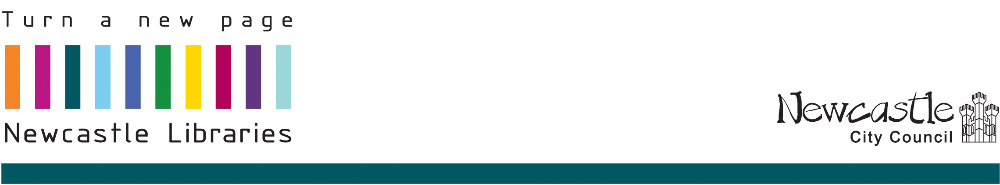 Turn a new page
Newcastle Libraries
Newcastle
City Council